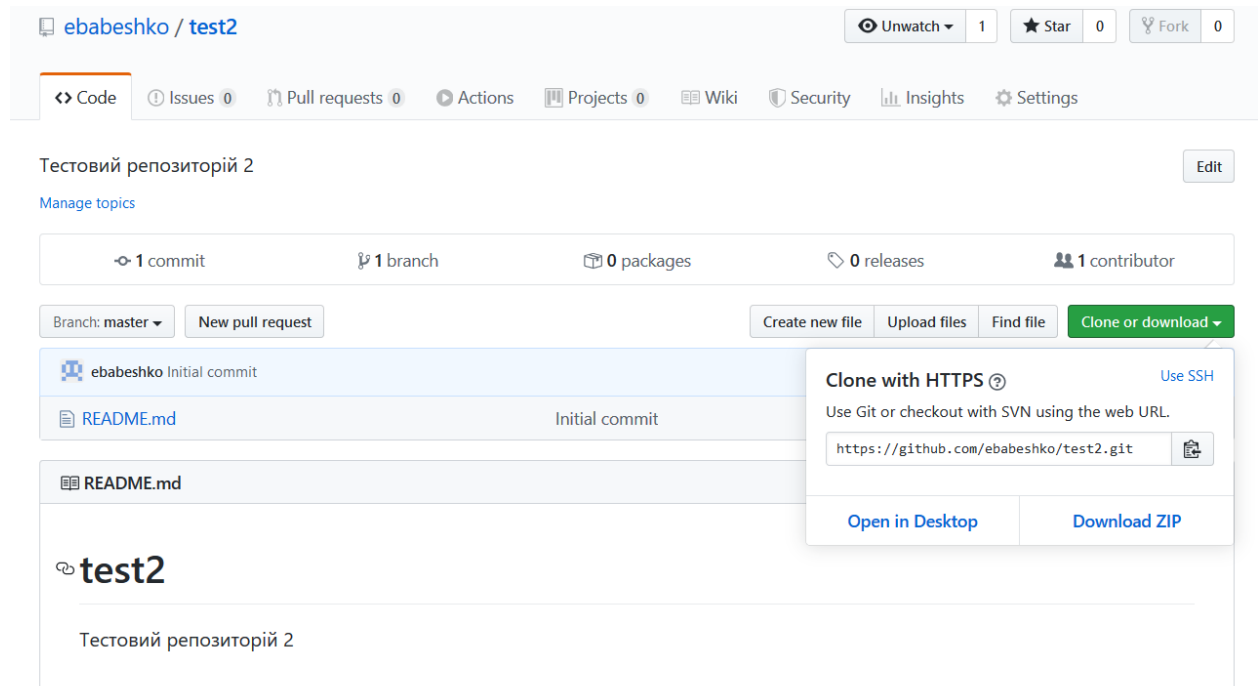 ebabeshko / test2 Unwatch 1 Star 0 Fork 0
Code Issues 0 Pull requests 0 Actions Projects 0 Wiki Security Insights Settings
Тестовий репозиторій 2 Edit
Manage topics
1 commit 1 branch 0 packages 0 releases 1 contributor
Branch: master New pull request Create new file Upload files Find file Clone or download
ebabeshko Initial commit
README.md Initial commit
Clone with HTTPS ? Use SSH
Use Git or checkout with SVN using the web URL.
https://github.com/ebabeshko/test2.git
Open in Desktop Download ZIP
README.md
test2
Тестовий репозиторій 2